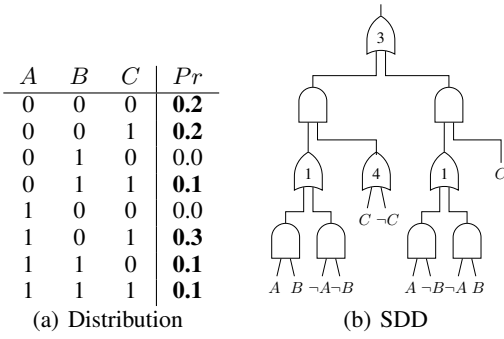 A B C Pr
0 0 0 0.2
0 0 1 0.2
0 1 0 0.0
0 1 1 0.1
1 0 0 0.0
1 0 1 0.3
1 1 0 0.1
1 1 1 0.1
(a) Distribution
3
1 4 1 C
C ¬C
A B ¬A¬B A ¬B¬A B
(b) SDD